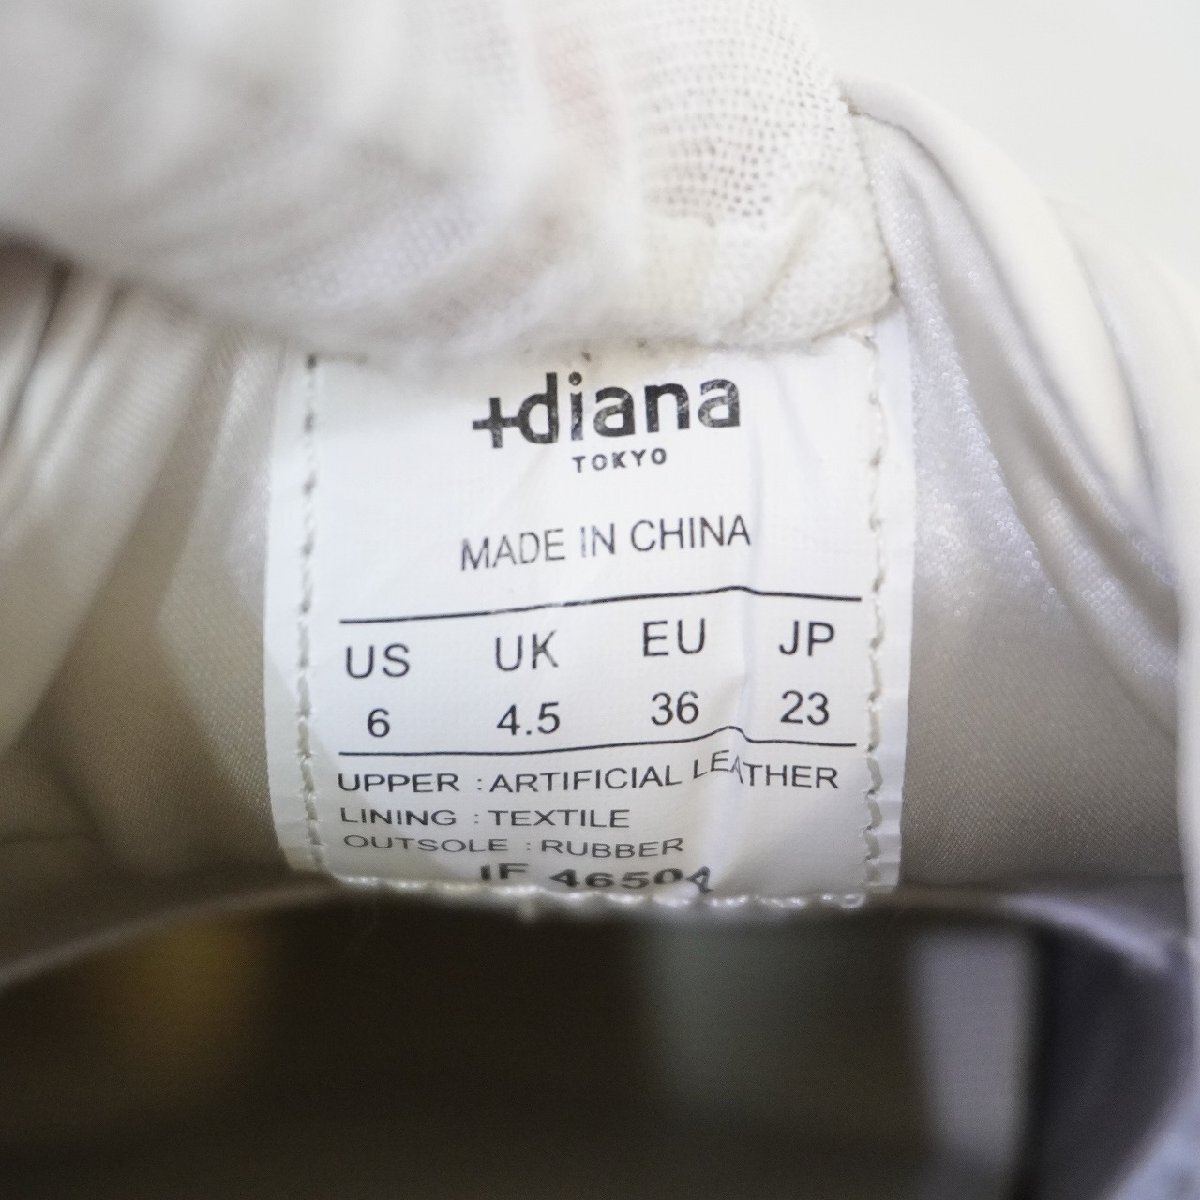 +diana
TOKYO
MADE IN CHINA
US UK EU JP
6 4.5 36 23
UPPER : ARTIFICIAL LEATHER
LINING : TEXTILE
OUTSOLE : RUBBER
IF 46504